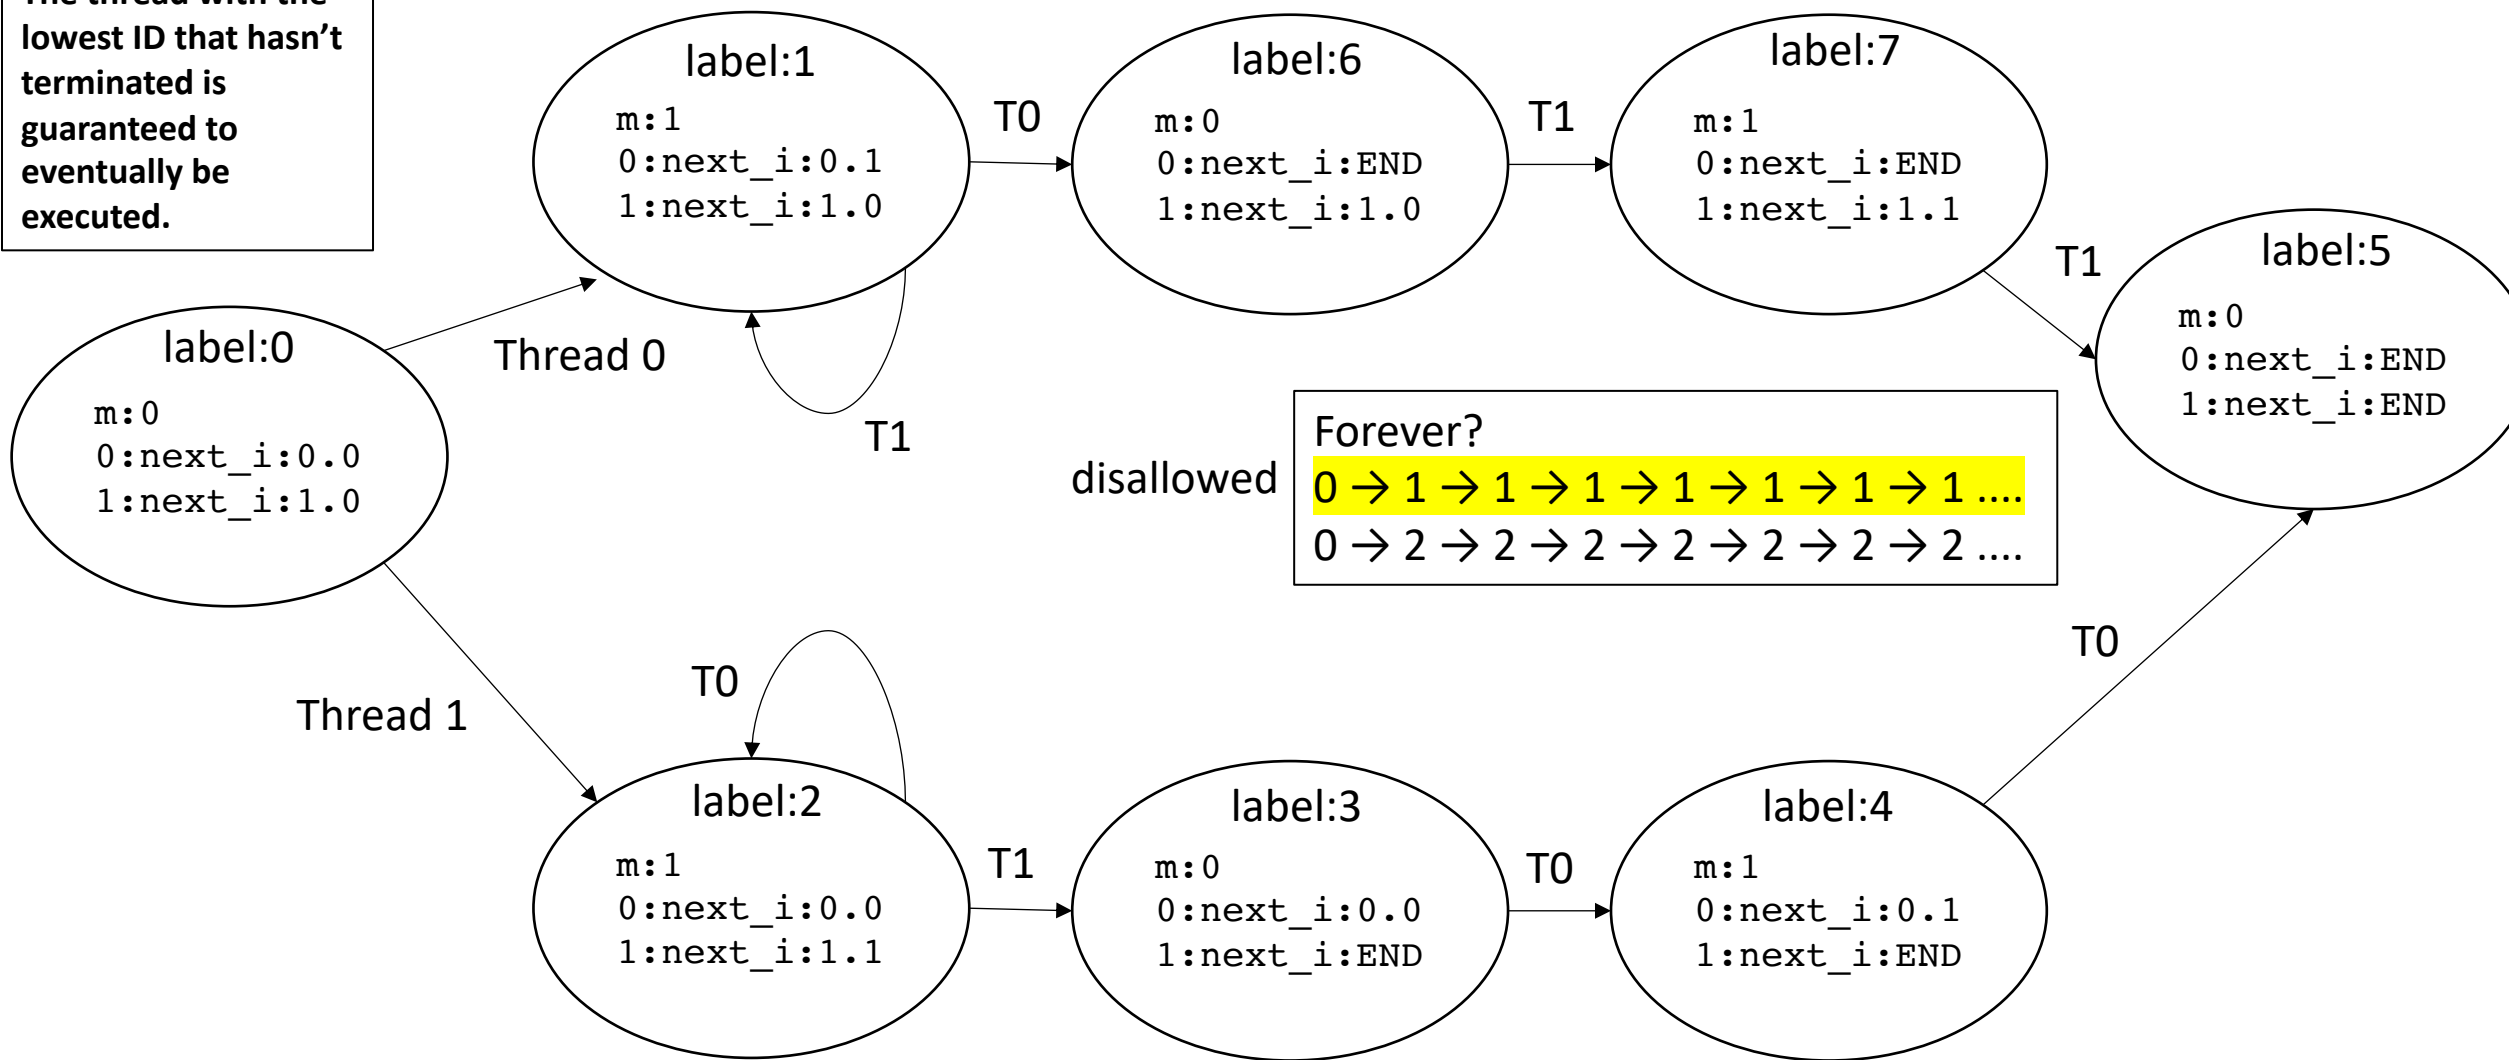 The thread with the
lowest ID that hasn’t
terminated is
guaranteed to
eventually be
executed.
label:0
m:0
0:next_i:0.0
1:next_i:1.0
Thread 0
Thread 1
label:1
m:1
0:next_i:0.1
1:next_i:1.0
T0
T1
label:6
m:0
0:next_i:END
1:next_i:1.0
T1
label:7
m:1
0:next_i:END
1:next_i:1.1
T1
label:5
m:0
0:next_i:END
1:next_i:END
disallowed
Forever?
0 → 1 → 1 → 1 → 1 → 1 → 1 → 1 ....
0 → 2 → 2 → 2 → 2 → 2 → 2 → 2 ....
T0
label:2
m:1
0:next_i:0.0
1:next_i:1.1
T1
label:3
m:0
0:next_i:0.0
1:next_i:END
T0
label:4
m:1
0:next_i:0.1
1:next_i:END
T0